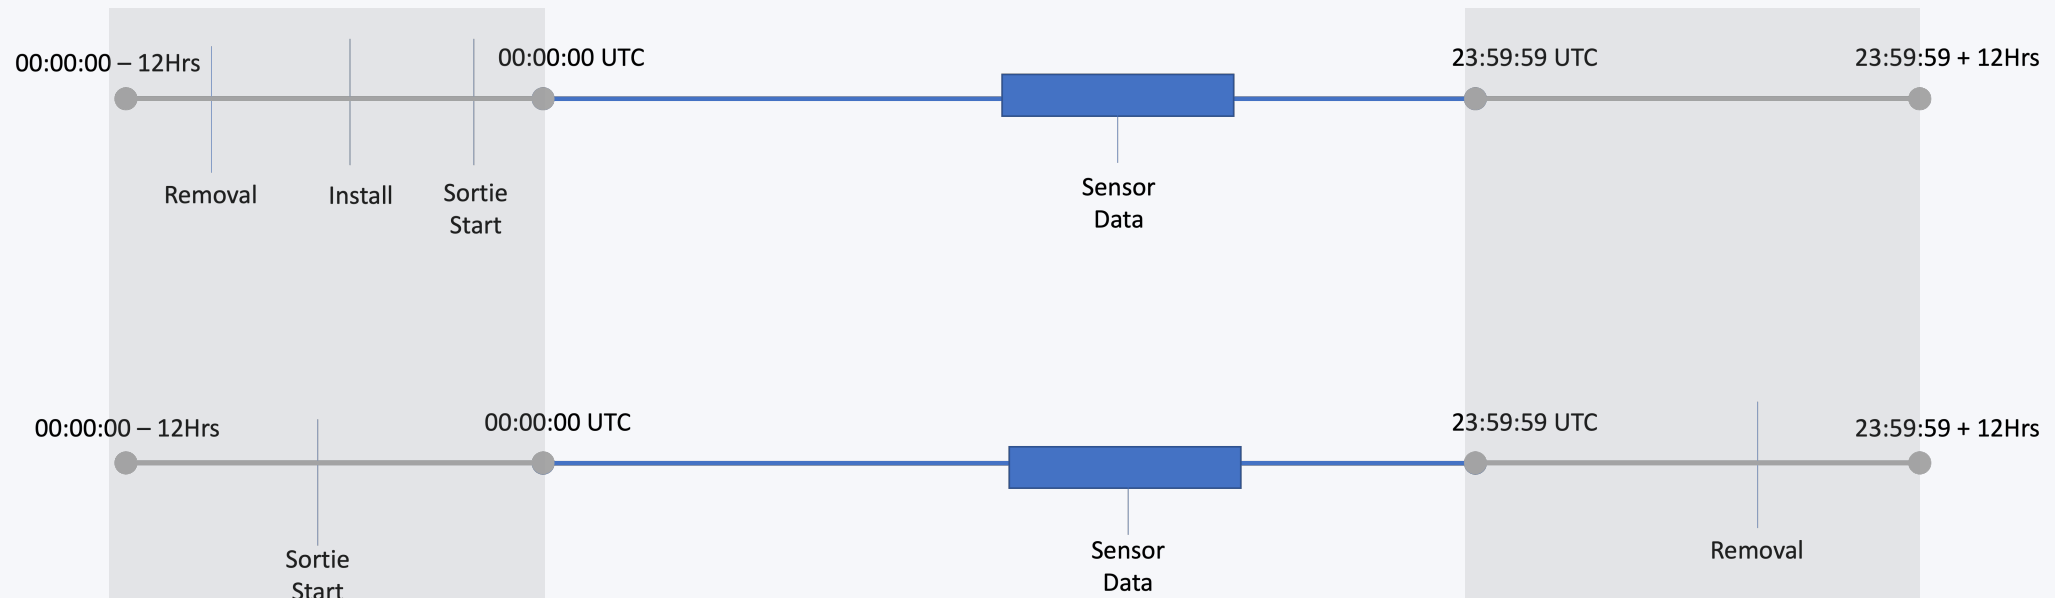 00:00:00 – 12Hrs
00:00:00 UTC
23:59:59 UTC
23:59:59 + 12Hrs
Removal
Install
Sortie
Start
Sensor
Data
00:00:00 – 12Hrs
00:00:00 UTC
23:59:59 UTC
23:59:59 + 12Hrs
Sortie
Start
Sensor
Data
Removal